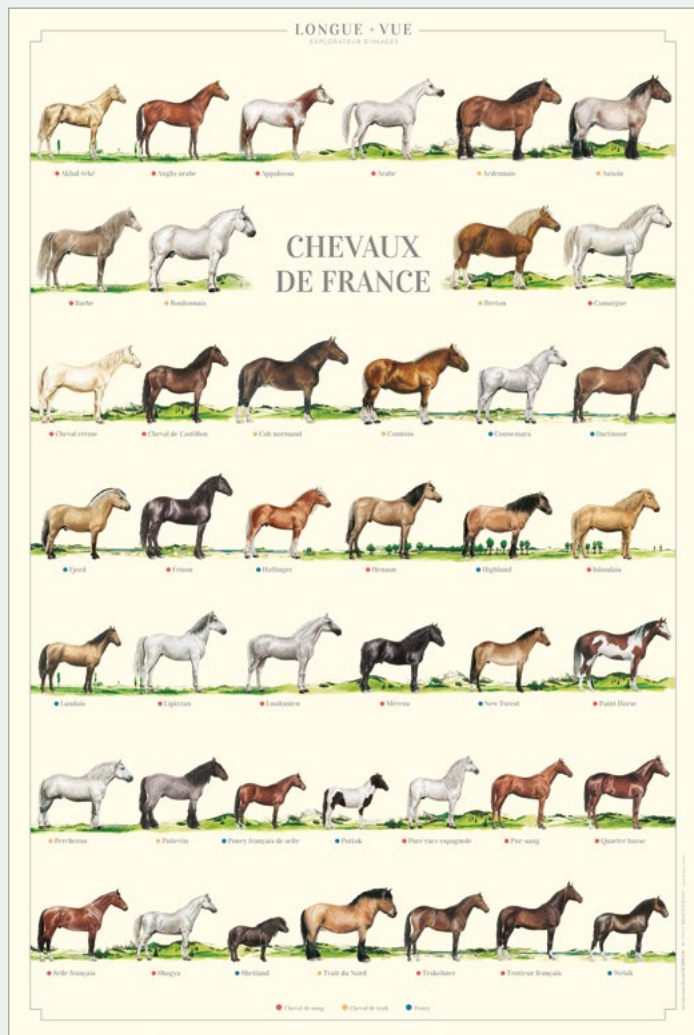 LONGUE - VUE
EXPLORATEUR D'IMAGES
Akhal-Téké
Anglo-arabe
Appaloosa
Arabe
Ardennais
Auxois
CHEVAUX
DE FRANCE
Barbe
Boulonnais
Breton
Camargue
Cheval creme
Cheval de Castillon
Cob normand
Comtois
Connemara
Dartmoor
Fjord
Frison
Haflinger
Henson
Highland
Islandais
Landais
Lipizzan
Lusitanien
Mérens
New Forest
Paint Horse
Percheron
Poitevin
Poney français de selle
Pottok
Pure race espagnole
Pur-sang
Quarter horse
Selle français
Shagya
Shetland
Trait du Nord
Trakehner
Trotteur français
Welsh
Cheval de sang
Cheval de trait
Poney